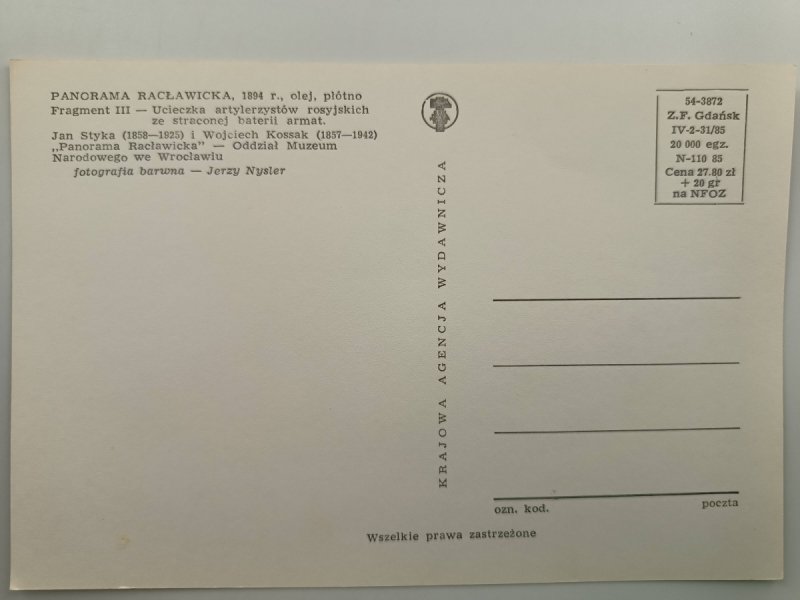 PANORAMA RACŁAWICKA, 1894 r., olej, płótno
Fragment III — Ucieczka artylerzystów rosyjskich
ze straconej baterii armat.
Jan Styka (1858—1925) i Wojciech Kossak (1857—1942)
„Panorama Racławicka” — Oddział Muzeum
Narodowego we Wrocławiu
fotografia barwna — Jerzy Nysler
KRAJOWA AGENCJA WYDAWNICZA
54-3872
Z.F. Gdańsk
IV-2-31/85
20 000 egz.
N-110 85
Cena 27.80 zł
+ 20 gr
na NFOZ
ozn. kod.
poczta
Wszelkie prawa zastrzeżone